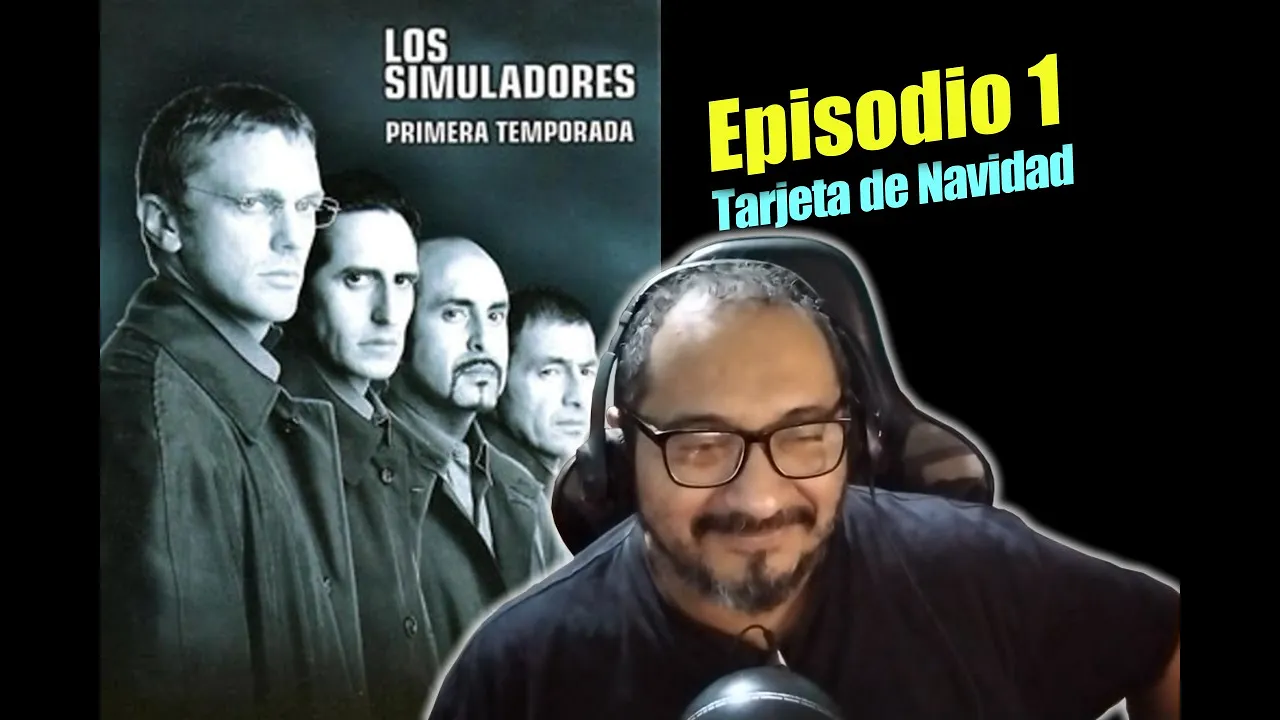 LOS
SIMULADORES
PRIMERA TEMPORADA
Episodio 1
Tarjeta de Navidad